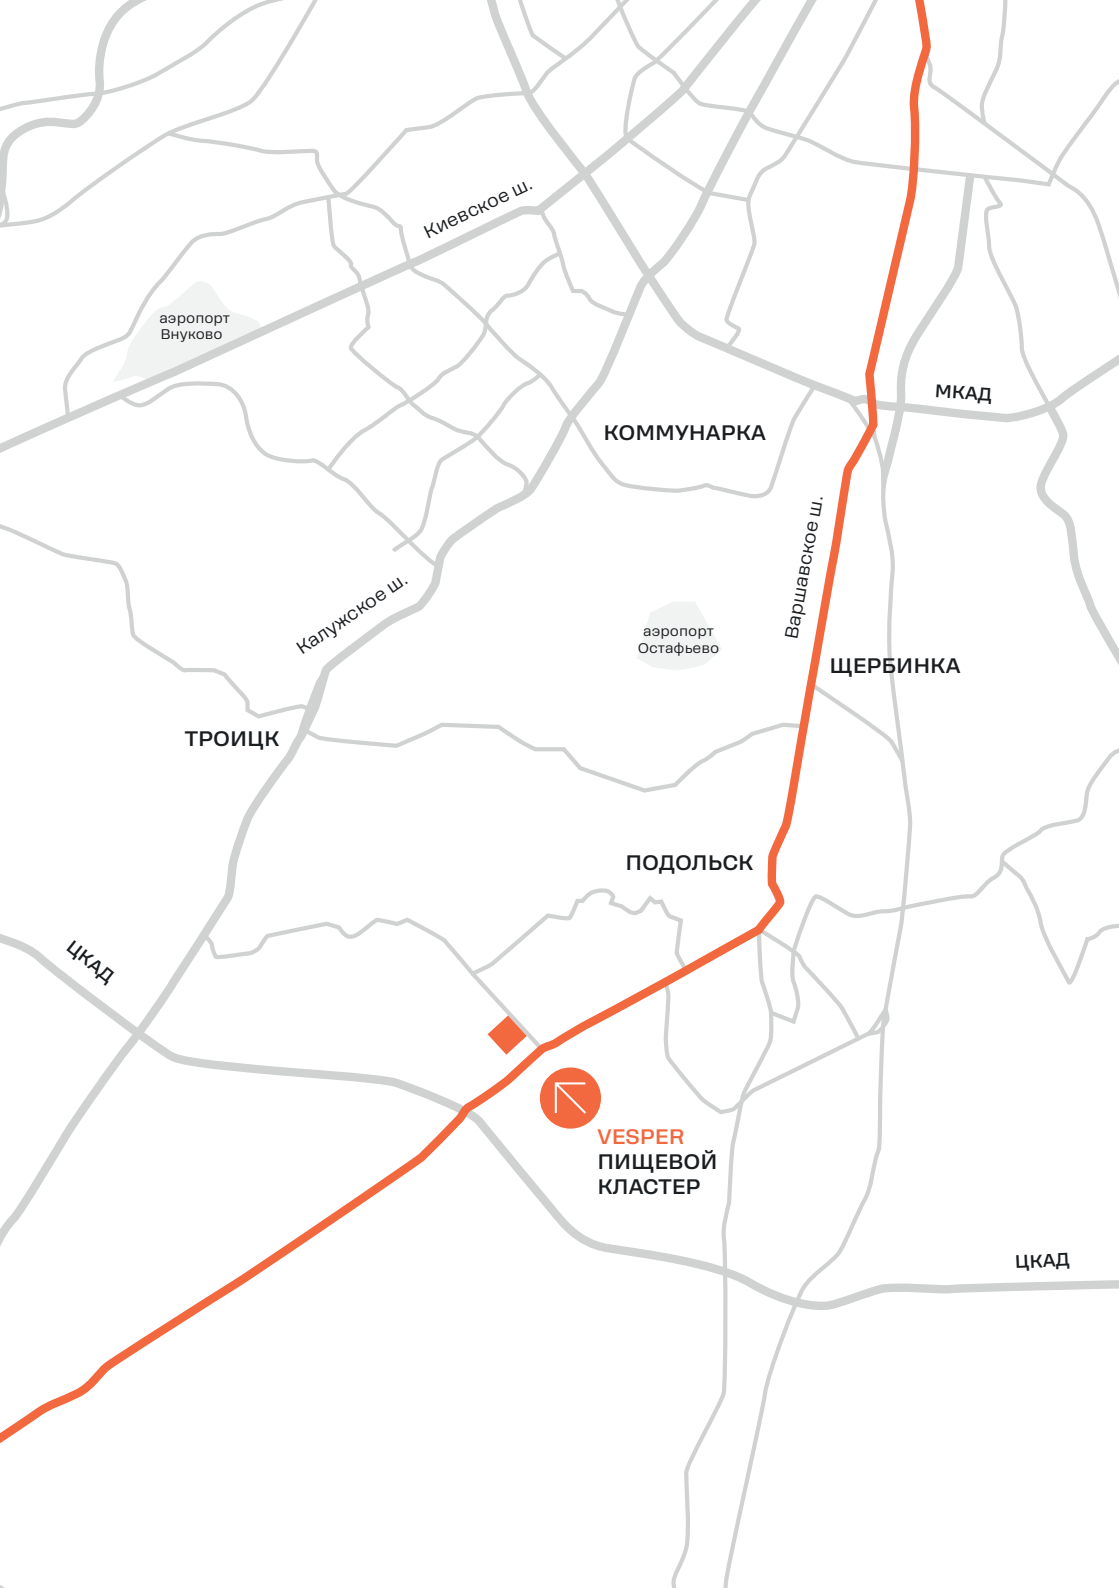 Киевское ш.
аэропорт
Внуково
МКАД
КОММУНАРКА
Варшавское ш.
Калужское ш.
аэропорт
Остафьево
ЩЕРБИНКА
ТРОИЦК
ПОДОЛЬСК
ЦКАД
VESPER
ПИЩЕВОЙ
КЛАСТЕР
ЦКАД